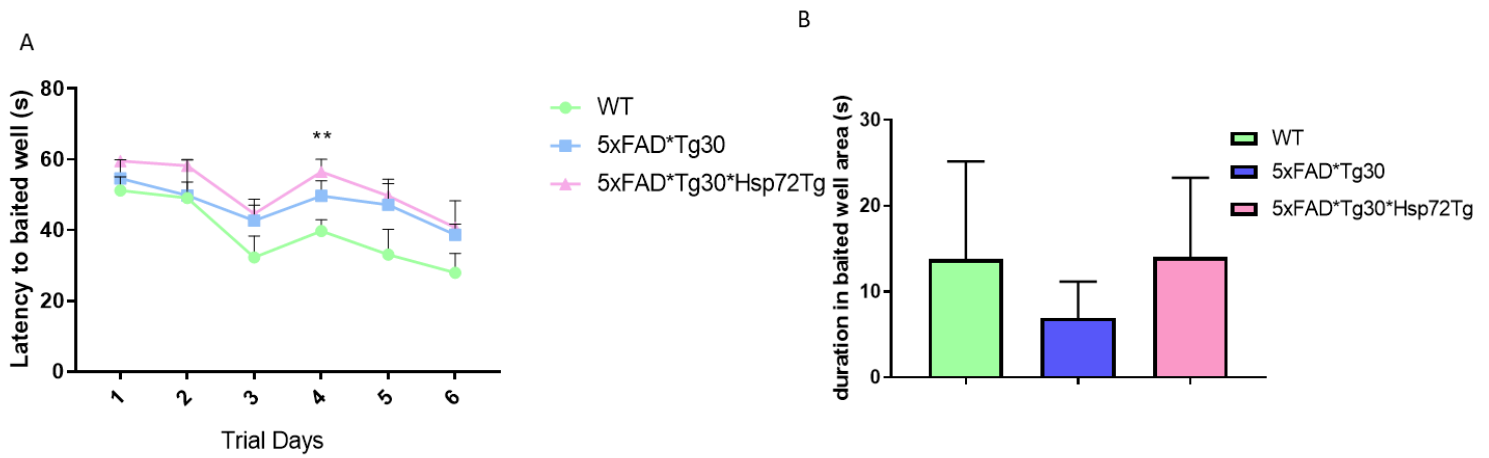 A
Latency to baited well (s)
80
60
40
20
0
**
1
2
3
4
5
6
Trial Days
WT
5xFAD*Tg30
5xFAD*Tg30*Hsp72Tg
B
duration in baited well area (s)
30
20
10
0
WT
5xFAD*Tg30
5xFAD*Tg30*Hsp72Tg